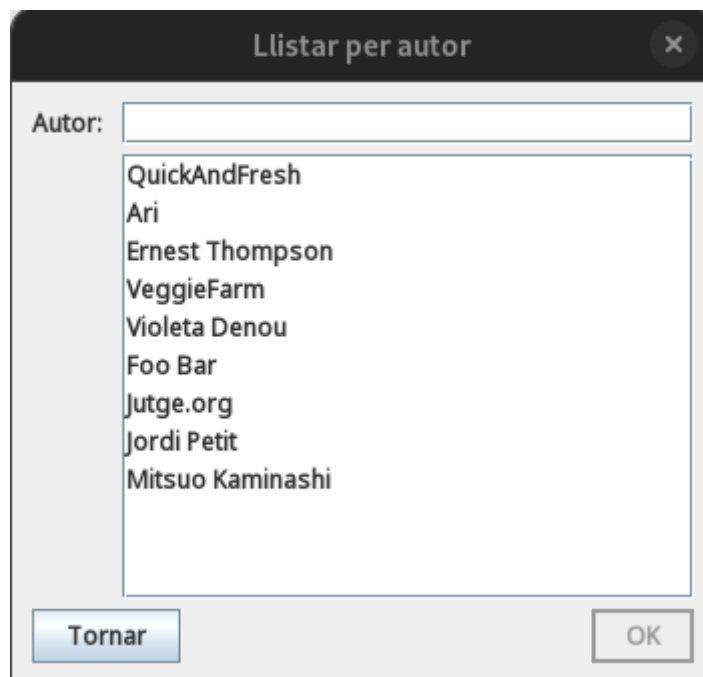 Llistar per autor
Autor:
QuickAndFresh
Ari
Ernest Thompson
VeggieFarm
Violeta Denou
Foo Bar
Jutge.org
Jordi Petit
Mitsuo Kaminashi
Tornar OK